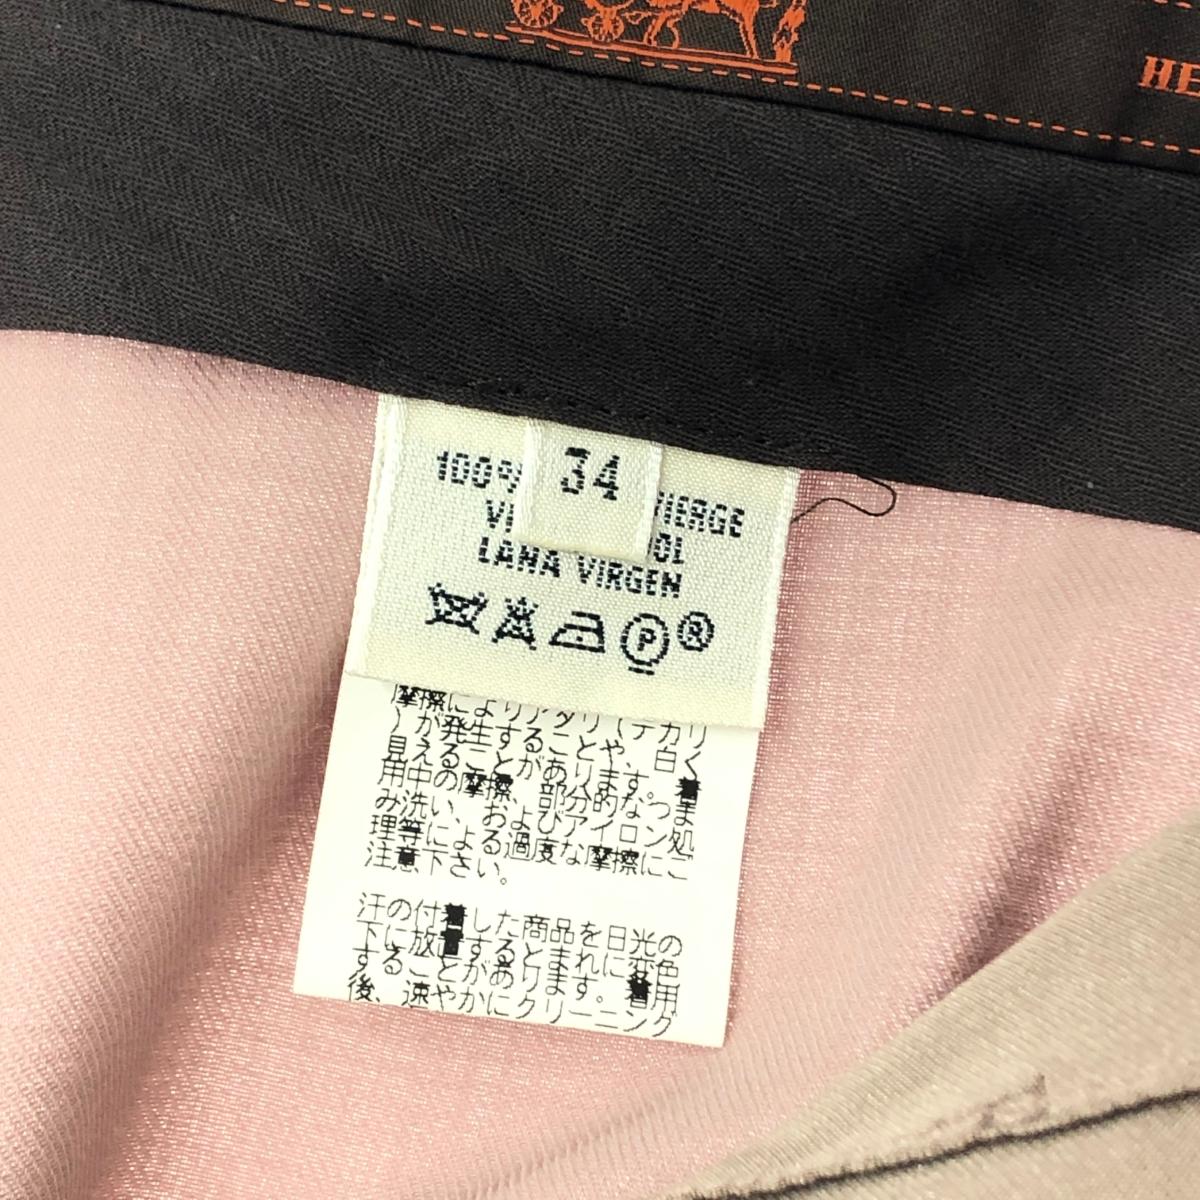 HE
34
100%
VI VIERGE
OL
LANA VIRGEN
P R
摩擦によりアタリ(テカリ
)が発生することや、白く
見えることがあります。着
用中の摩擦、部分的なつま
み洗い、およびアイロン処
理等による過度な摩擦にご
注意下さい。
汗の付着した商品を日光の
下に放置するとまれに変色
することがあります。着用
後、速やかにクリーニング